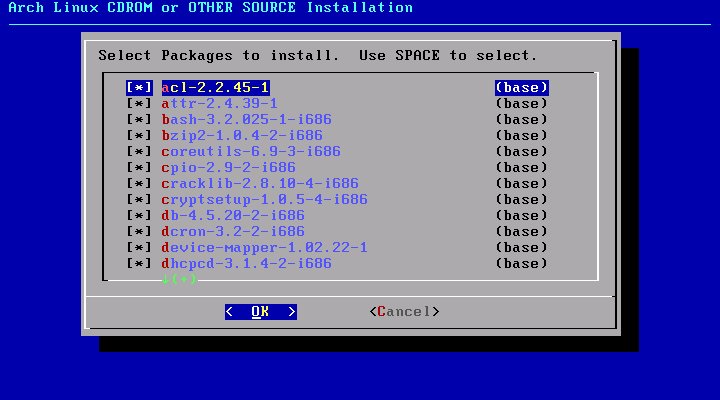 Arch Linux CDROM or OTHER SOURCE Installation
Select Packages to install.  Use SPACE to select.
[*] acl-2.2.45-1 (base)
[*] attr-2.4.39-1 (base)
[*] bash-3.2.025-1-i686 (base)
[*] bzip2-1.0.4-2-i686 (base)
[*] coreutils-6.9-3-i686 (base)
[*] cpio-2.9-2-i686 (base)
[*] cracklib-2.8.10-4-i686 (base)
[*] cryptsetup-1.0.5-4-i686 (base)
[*] db-4.5.20-2-i686 (base)
[*] dcron-3.2-2-i686 (base)
[*] device-mapper-1.02.22-1 (base)
[*] dhcpcd-3.1.4-2-i686 (base)
↓(+)
<  OK  > <Cancel>